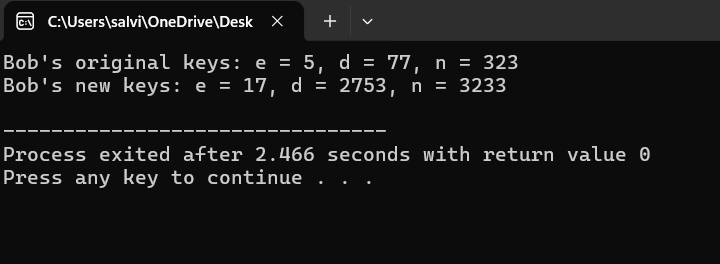 C:\Users\salvi\OneDrive\Desk
Bob's original keys: e = 5, d = 77, n = 323
Bob's new keys: e = 17, d = 2753, n = 3233
--------------------------------
Process exited after 2.466 seconds with return value 0
Press any key to continue . . .